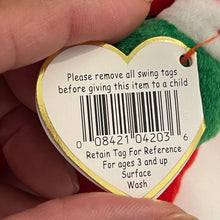 Please remove all swing tags
before giving this item to a child
0 08421 04203 6
Retain Tag For Reference
For ages 3 and up
Surface
Wash